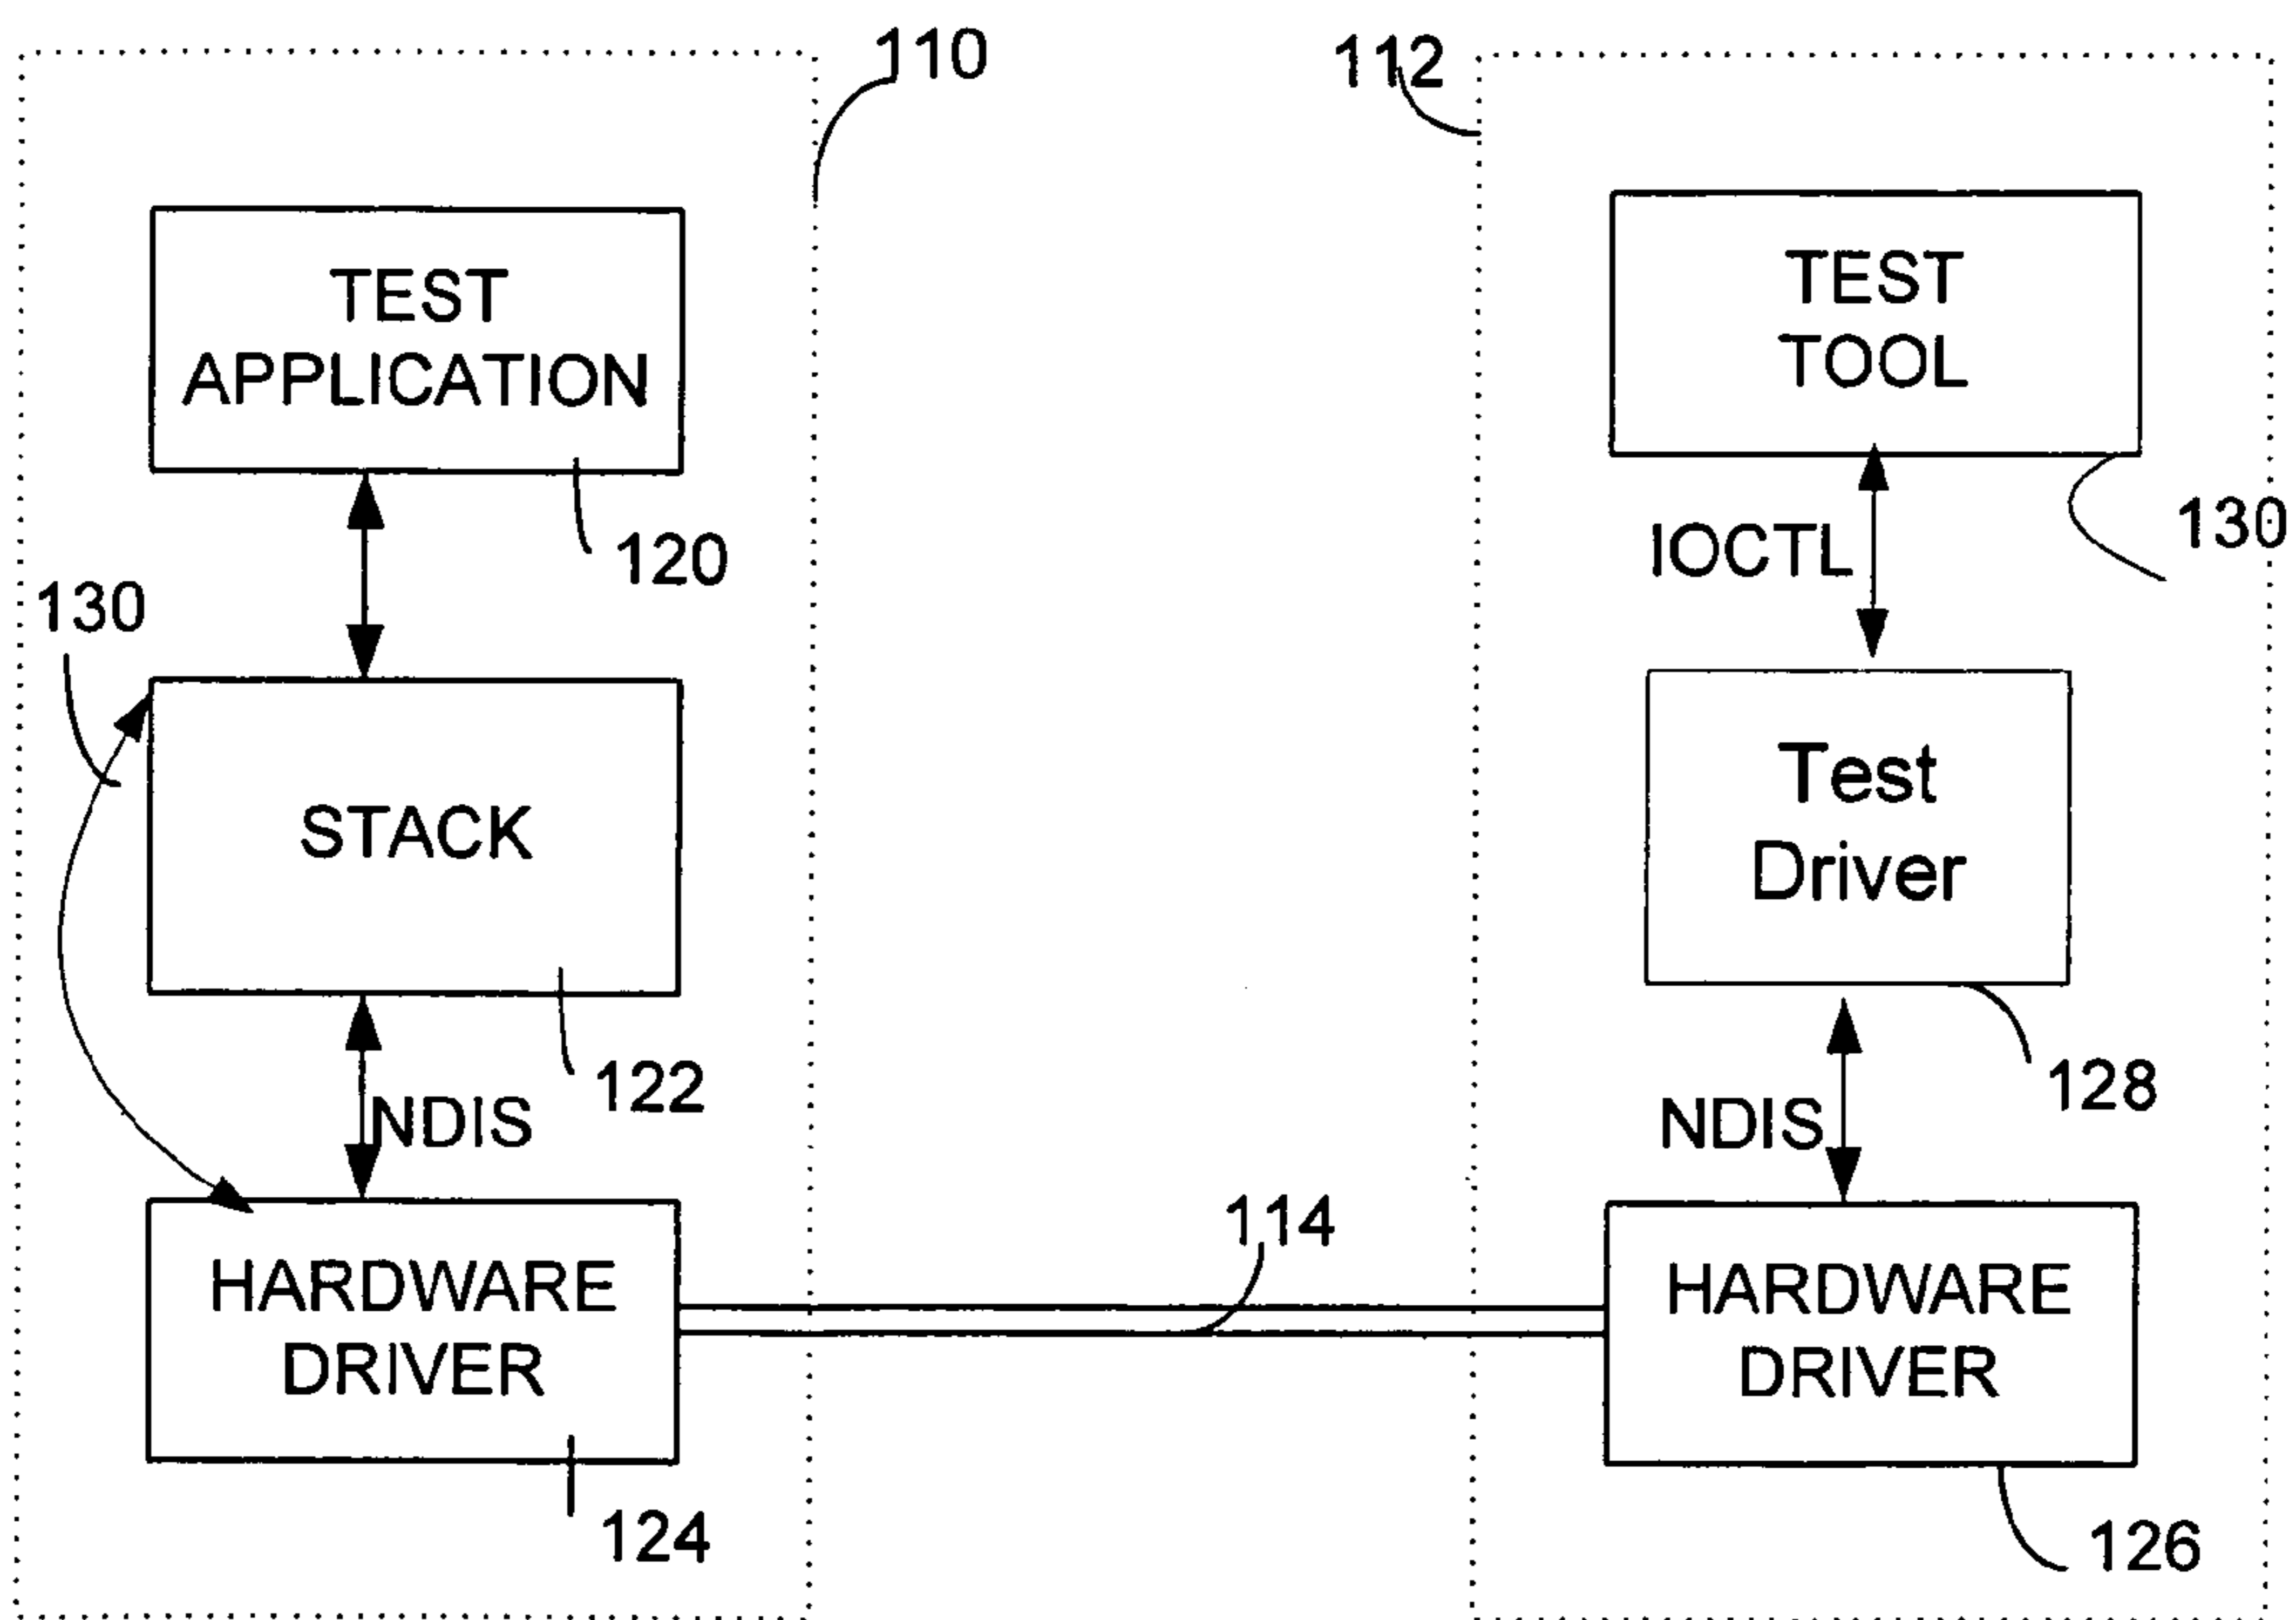 110
112
TEST
APPLICATION
120
130
STACK
122
NDIS
HARDWARE
DRIVER
124
114
TEST
TOOL
130
IOCTL
Test
Driver
128
NDIS
HARDWARE
DRIVER
126